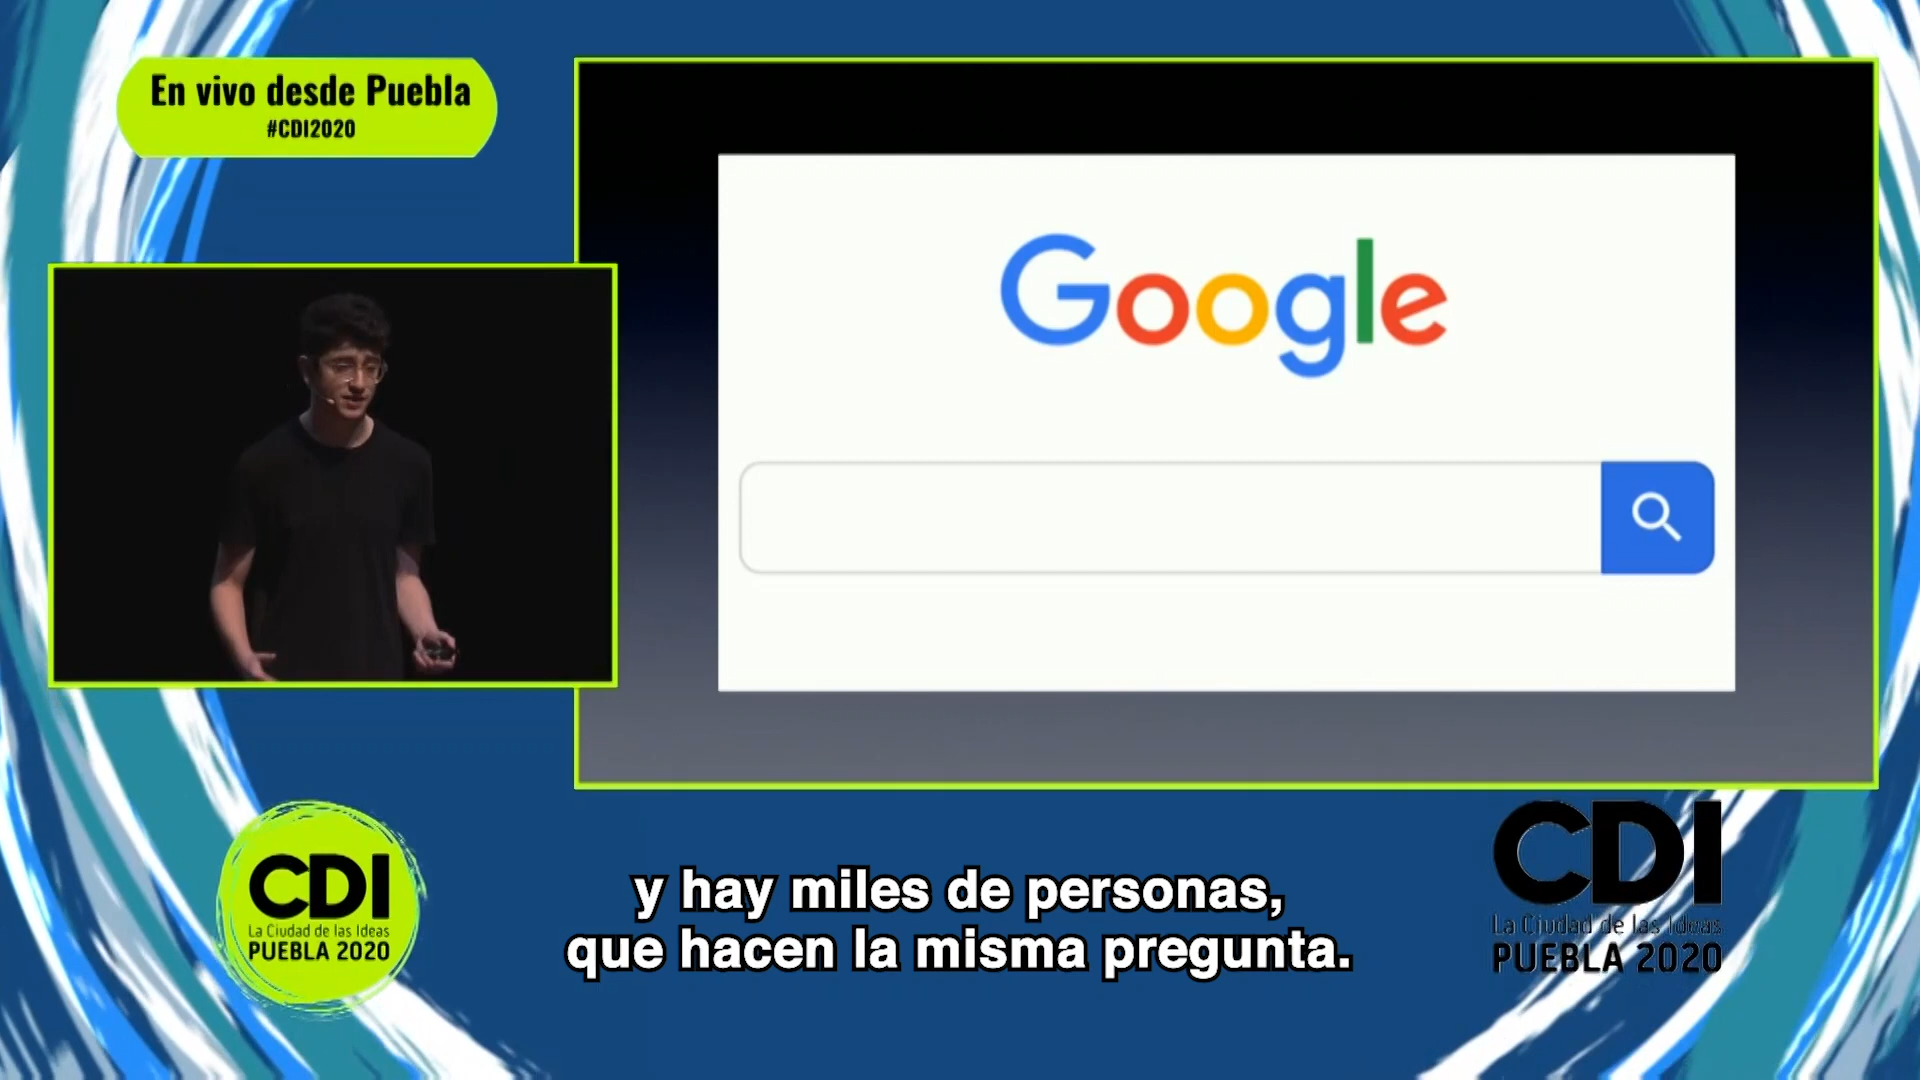 En vivo desde Puebla
#CDI2020
Google
CDI
La Ciudad de las Ideas
PUEBLA 2020
y hay miles de personas,
que hacen la misma pregunta.
CDI
La Ciudad de las Ideas
PUEBLA 2020